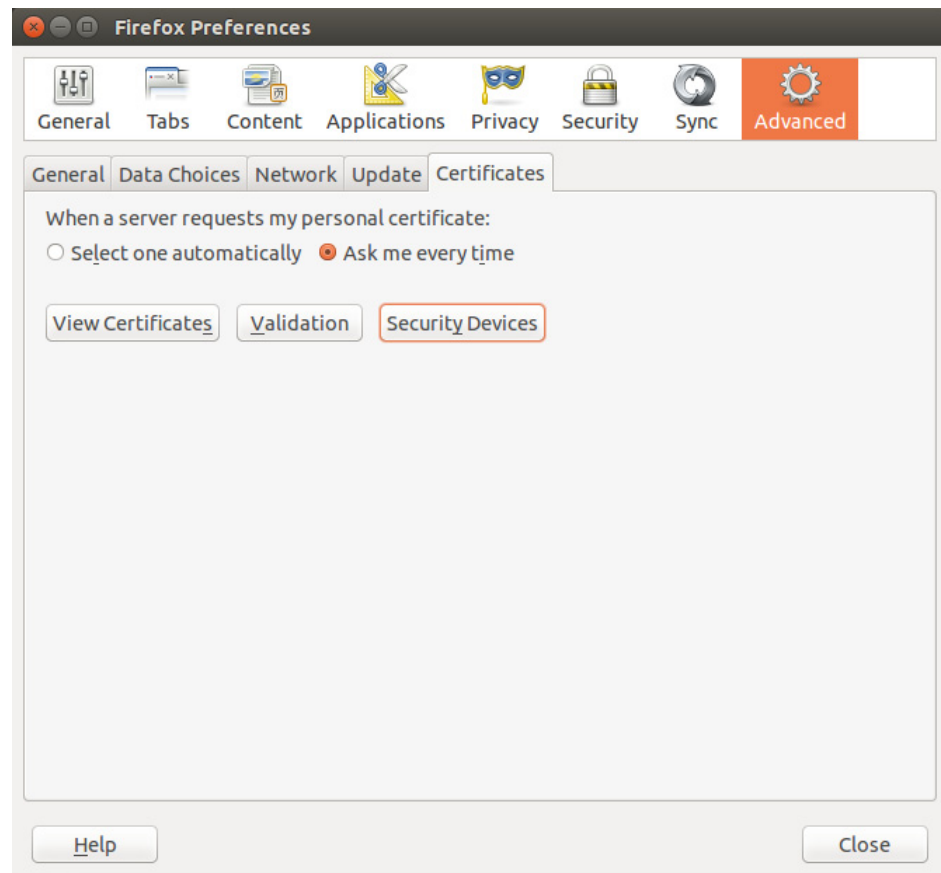 Firefox Preferences
General Tabs Content Applications Privacy Security Sync Advanced
General Data Choices Network Update Certificates
When a server requests my personal certificate:
Select one automatically Ask me every time
View Certificates Validation Security Devices
Help Close